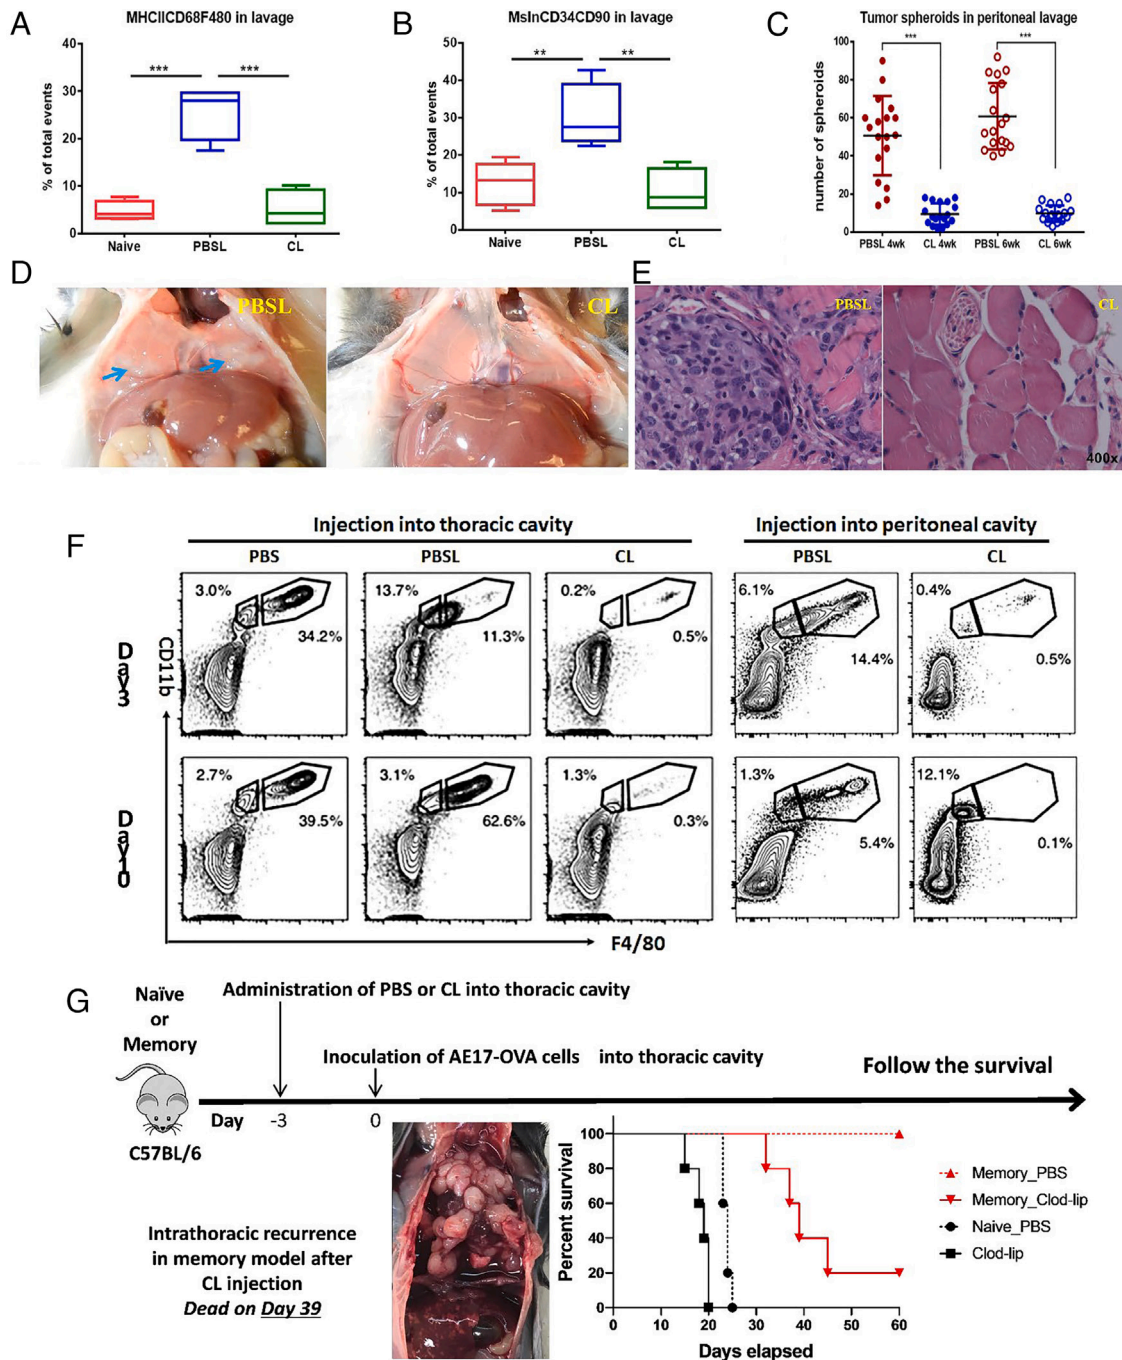 A
MHCIICD68F480 in lavage
% of total events
40
30
20
10
0
***
***
Naive
PBSL
CL
B
MslnCD34CD90 in lavage
% of total events
50
40
30
20
10
0
**
**
Naive
PBSL
CL
C
Tumor spheroids in peritoneal lavage
number of spheroids
100
80
60
40
20
0
***
***
PBSL 4wk
CL 4wk
PBSL 6wk
CL 6wk
D
PBSL
CL
E
PBSL
CL
400x
F
Injection into thoracic cavity
Injection into peritoneal cavity
PBS
PBSL
CL
PBSL
CL
Day3
CD11b
3.0%
34.2%
13.7%
11.3%
0.2%
0.5%
6.1%
14.4%
0.4%
0.5%
Day10
2.7%
39.5%
3.1%
62.6%
1.3%
0.3%
1.3%
5.4%
12.1%
0.1%
F4/80
G
Naïve
or
Memory
C57BL/6
Administration of PBS or CL into thoracic cavity
Inoculation of AE17-OVA cells into thoracic cavity
Follow the survival
Day -3 0
Intrathoracic recurrence
in memory model after
CL injection
Dead on Day 39
Percent survival
100
80
60
40
20
0
0 10 20 30 40 50 60
Days elapsed
Memory_PBS
Memory_Clod-lip
Naive_PBS
Clod-lip